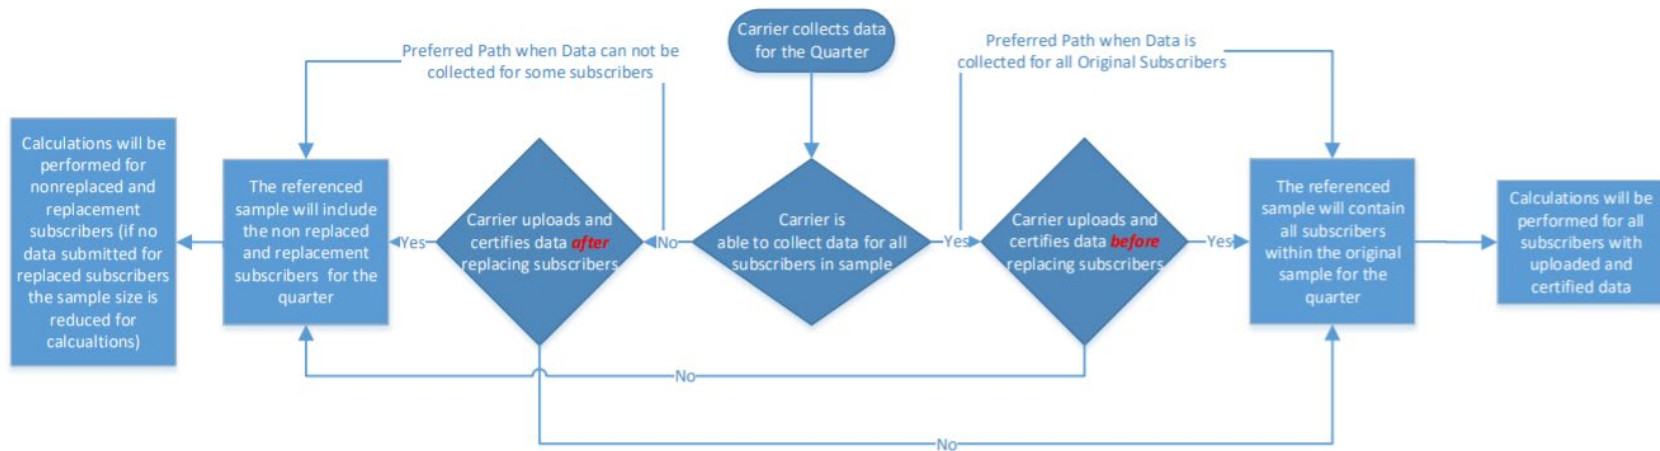 Carrier collects data
for the Quarter
Preferred Path when Data can not be
collected for some subscribers
Preferred Path when Data is
collected for all Original Subscribers
Calculations will be
performed for
nonreplaced and
replacement
subscribers (if no
data submitted for
replaced subscribers
the sample size is
reduced for
calcualtions)
The referenced
sample will include
the non replaced
and replacement
subscribers for the
quarter
Yes
Carrier uploads and
certifies data after
replacing subscribers
No
Carrier is
able to collect data for all
subscribers in sample
Yes
Carrier uploads and
certifies data before
replacing subscribers
Yes
The referenced
sample will contain
all subscribers
within the original
sample for the
quarter
Calculations will be
performed for all
subscribers with
uploaded and
certified data
No
No